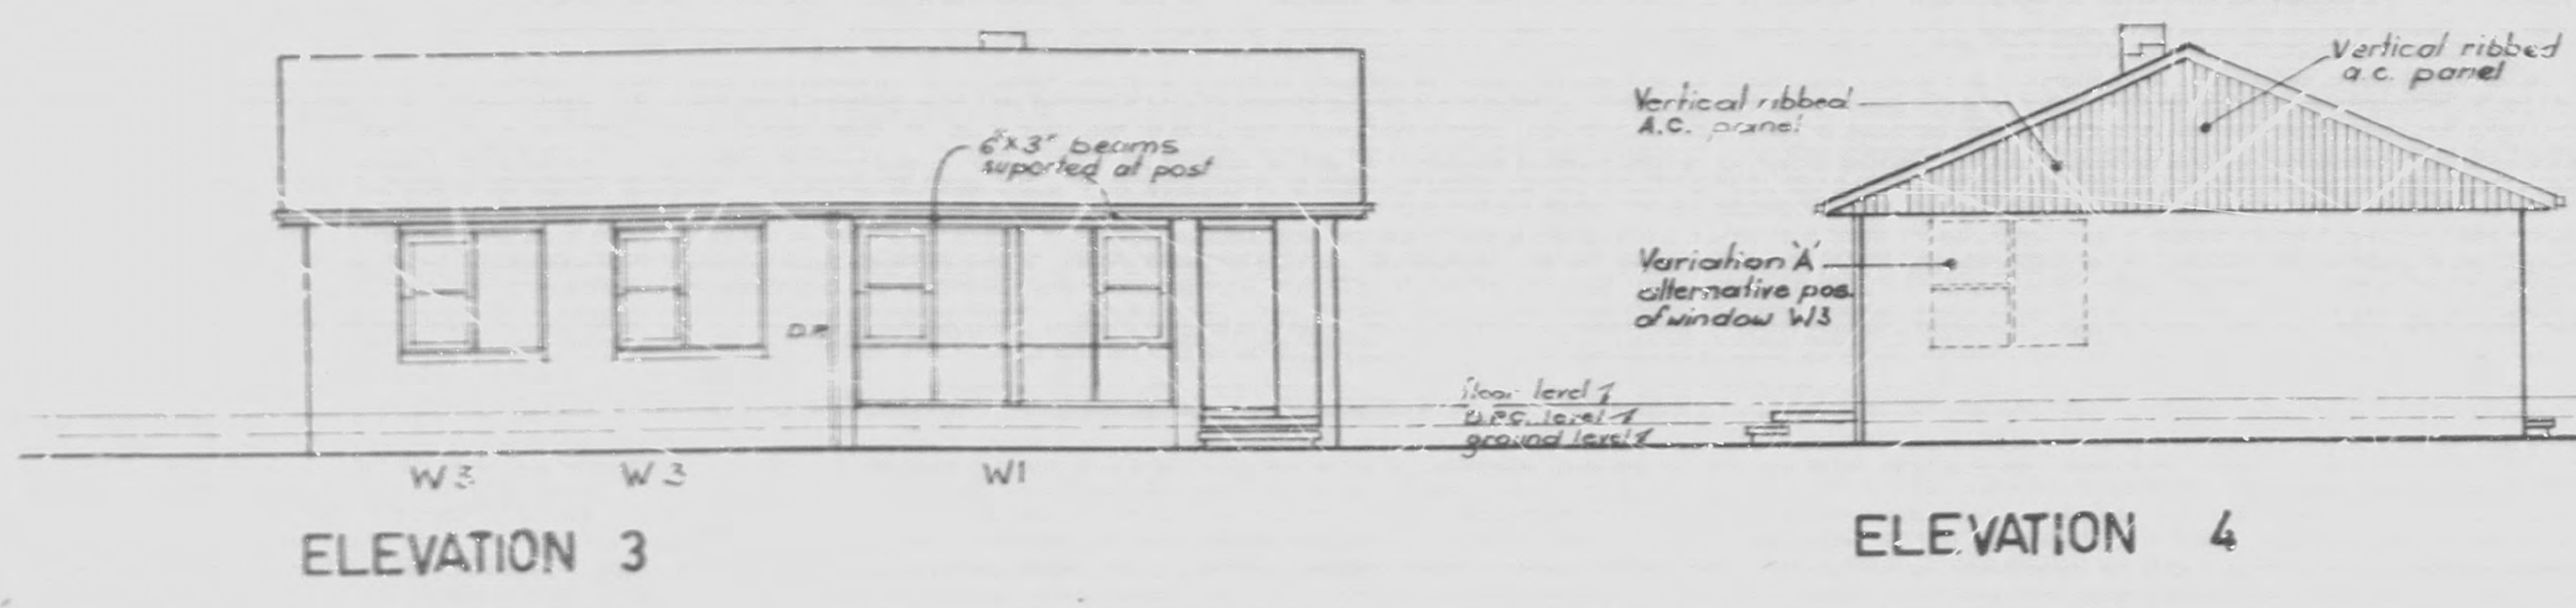 6"x3" beams
suported at post
D.P.
W3
W3
W1
ELEVATION 3
Vertical ribbed
A.C. panel
Vertical ribbed
a.c. panel
Variation 'A'
alternative pos.
of window W3
floor level
D.P.C. level
ground level
ELEVATION 4